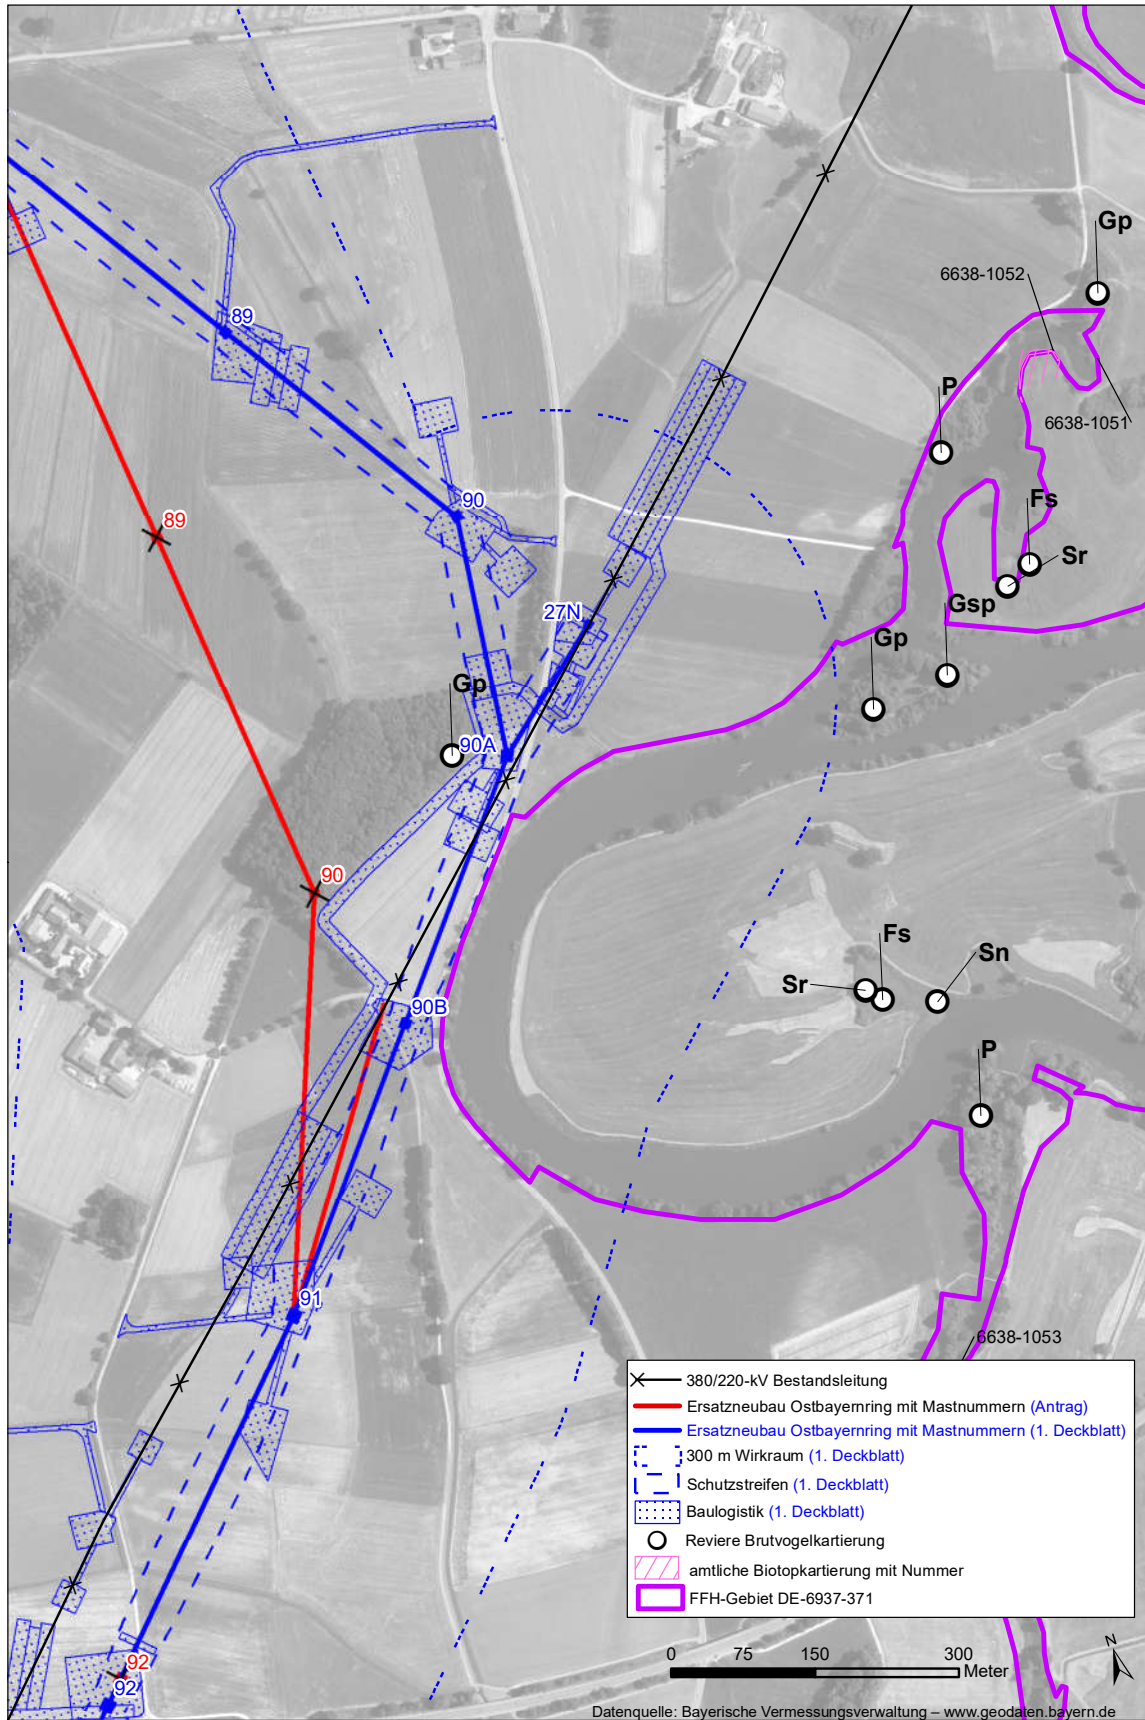 Gp
6638-1052
89
P
6638-1051
90
Fs
89
Sr
27N
Gsp
Gp
Gp
90A
90
Fs
Sn
Sr
90B
P
91
6638-1053
380/220-kV Bestandsleitung
Ersatzneubau Ostbayernring mit Mastnummern (Antrag)
Ersatzneubau Ostbayernring mit Mastnummern (1. Deckblatt)
300 m Wirkraum (1. Deckblatt)
Schutzstreifen (1. Deckblatt)
Baulogistik (1. Deckblatt)
Reviere Brutvogelkartierung
amtliche Biotopkartierung mit Nummer
FFH-Gebiet DE-6937-371
92
92
0 75 150 300
Meter
N
Datenquelle: Bayerische Vermessungsverwaltung – www.geodaten.bayern.de